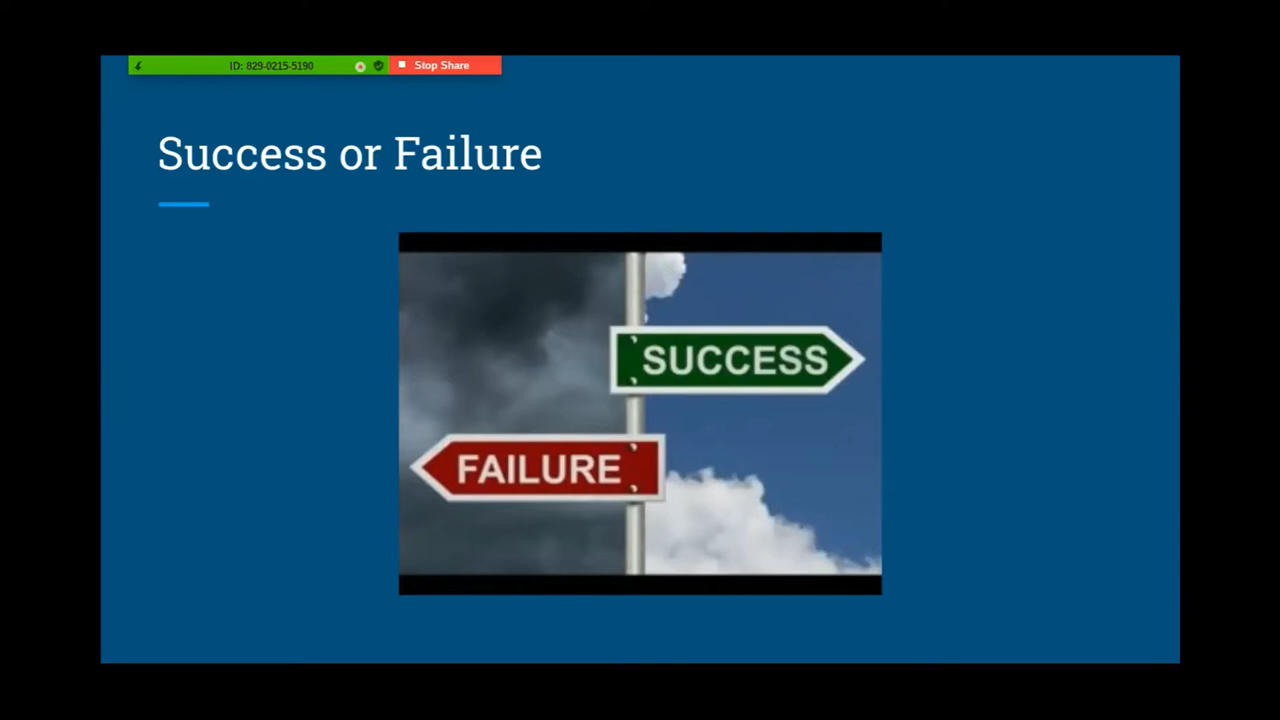 ID: 829-0215-5190
Stop Share
Success or Failure
SUCCESS
FAILURE